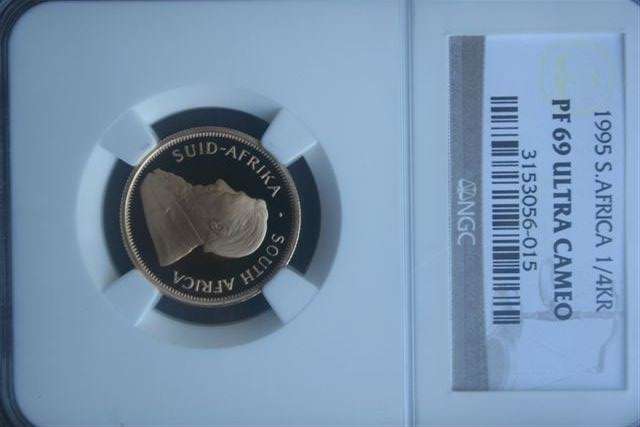 1995 S.AFRICA 1/4KR
PF 69 ULTRA CAMEO
3153056-015
NGC
SUID-AFRIKA · SOUTH AFRICA